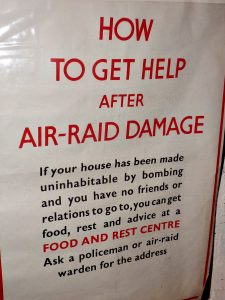 HOW
TO GET HELP
AFTER
AIR-RAID DAMAGE
If your house has been made
uninhabitable by bombing
and you have no friends or
relations to go to, you can get
food, rest and advice at a
FOOD AND REST CENTRE
Ask a policeman or air-raid
warden for the address